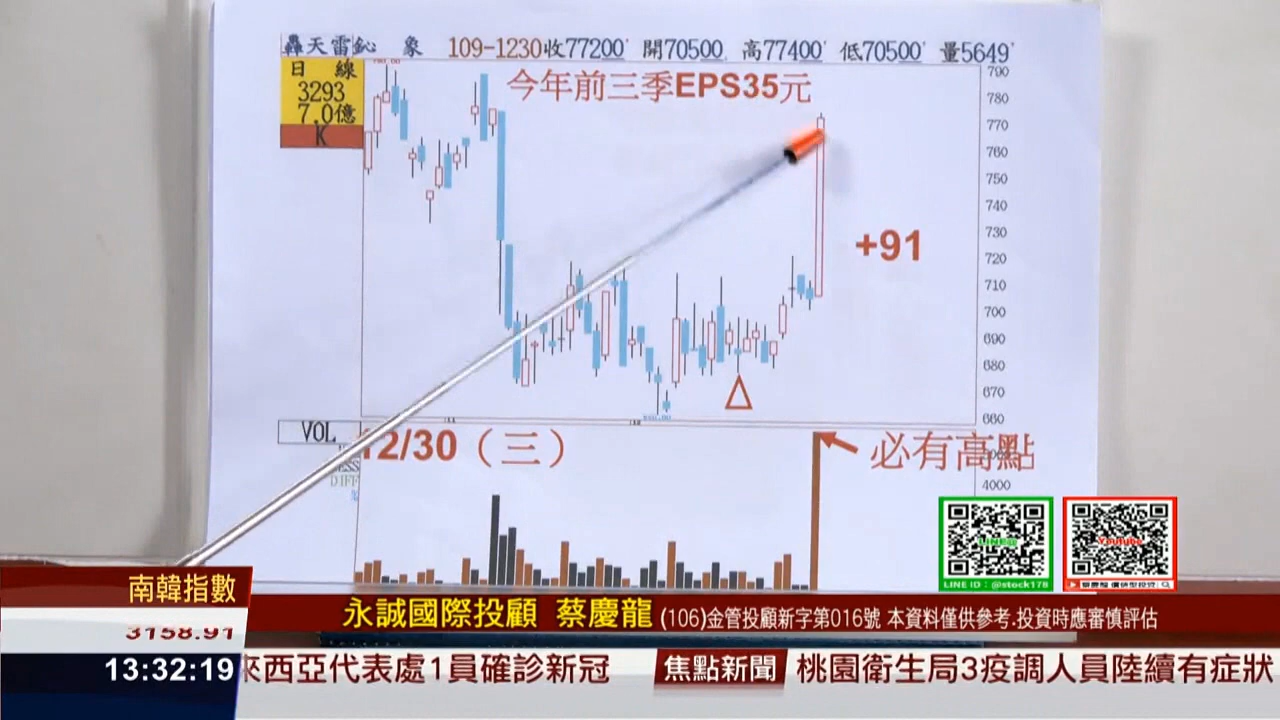 轟天雷鈊 象 109-1230收77200' 開70500 高77400' 低70500' 量5649'
日 線
3293
7.0億
K
今年前三季EPS35元
790
780
770
760
750
740
730
720
710
700
690
680
670
660
+91
VOL
12/30（三）
必有高點
DIFF
4000
LINE@
LINE ID：@stock178
Youtube
南韓指數
3158.91
永誠國際投顧 蔡慶龍 (106)金管投顧新字第016號 本資料僅供參考.投資時應審慎評估
13:32:19
來西亞代表處1員確診新冠 焦點新聞 桃園衛生局3疫調人員陸續有症狀